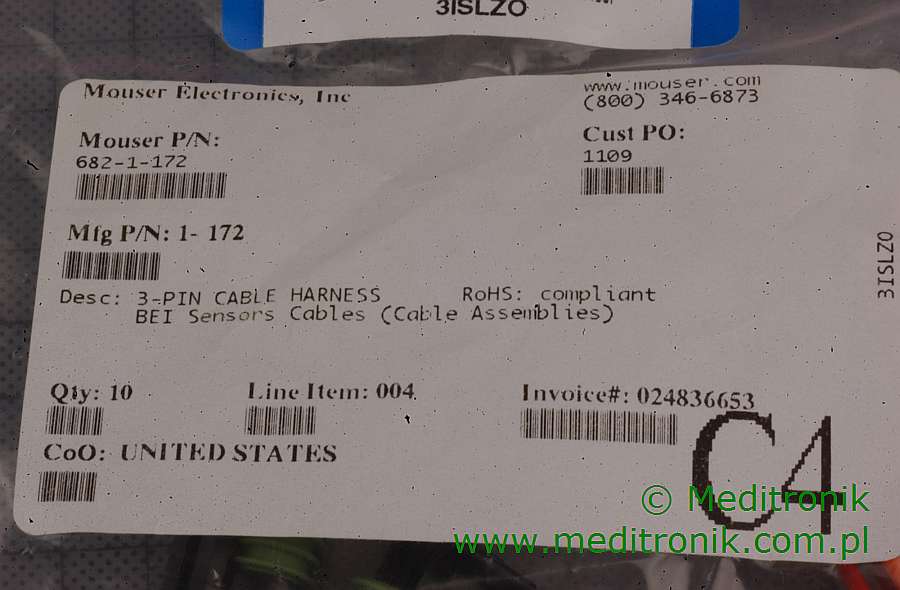 3ISLZO
Mouser Electronics, Inc
www.mouser.com
(800) 346-6873
Mouser P/N:
682-1-172
Cust PO:
1109
Mfg P/N: 1- 172
Desc: 3-PIN CABLE HARNESS RoHS: compliant
BEI Sensors Cables (Cable Assemblies)
3ISLZO
Qty: 10 Line Item: 004 Invoice#: 024836653
CoO: UNITED STATES
C4
© Meditronik
www.meditronik.com.pl